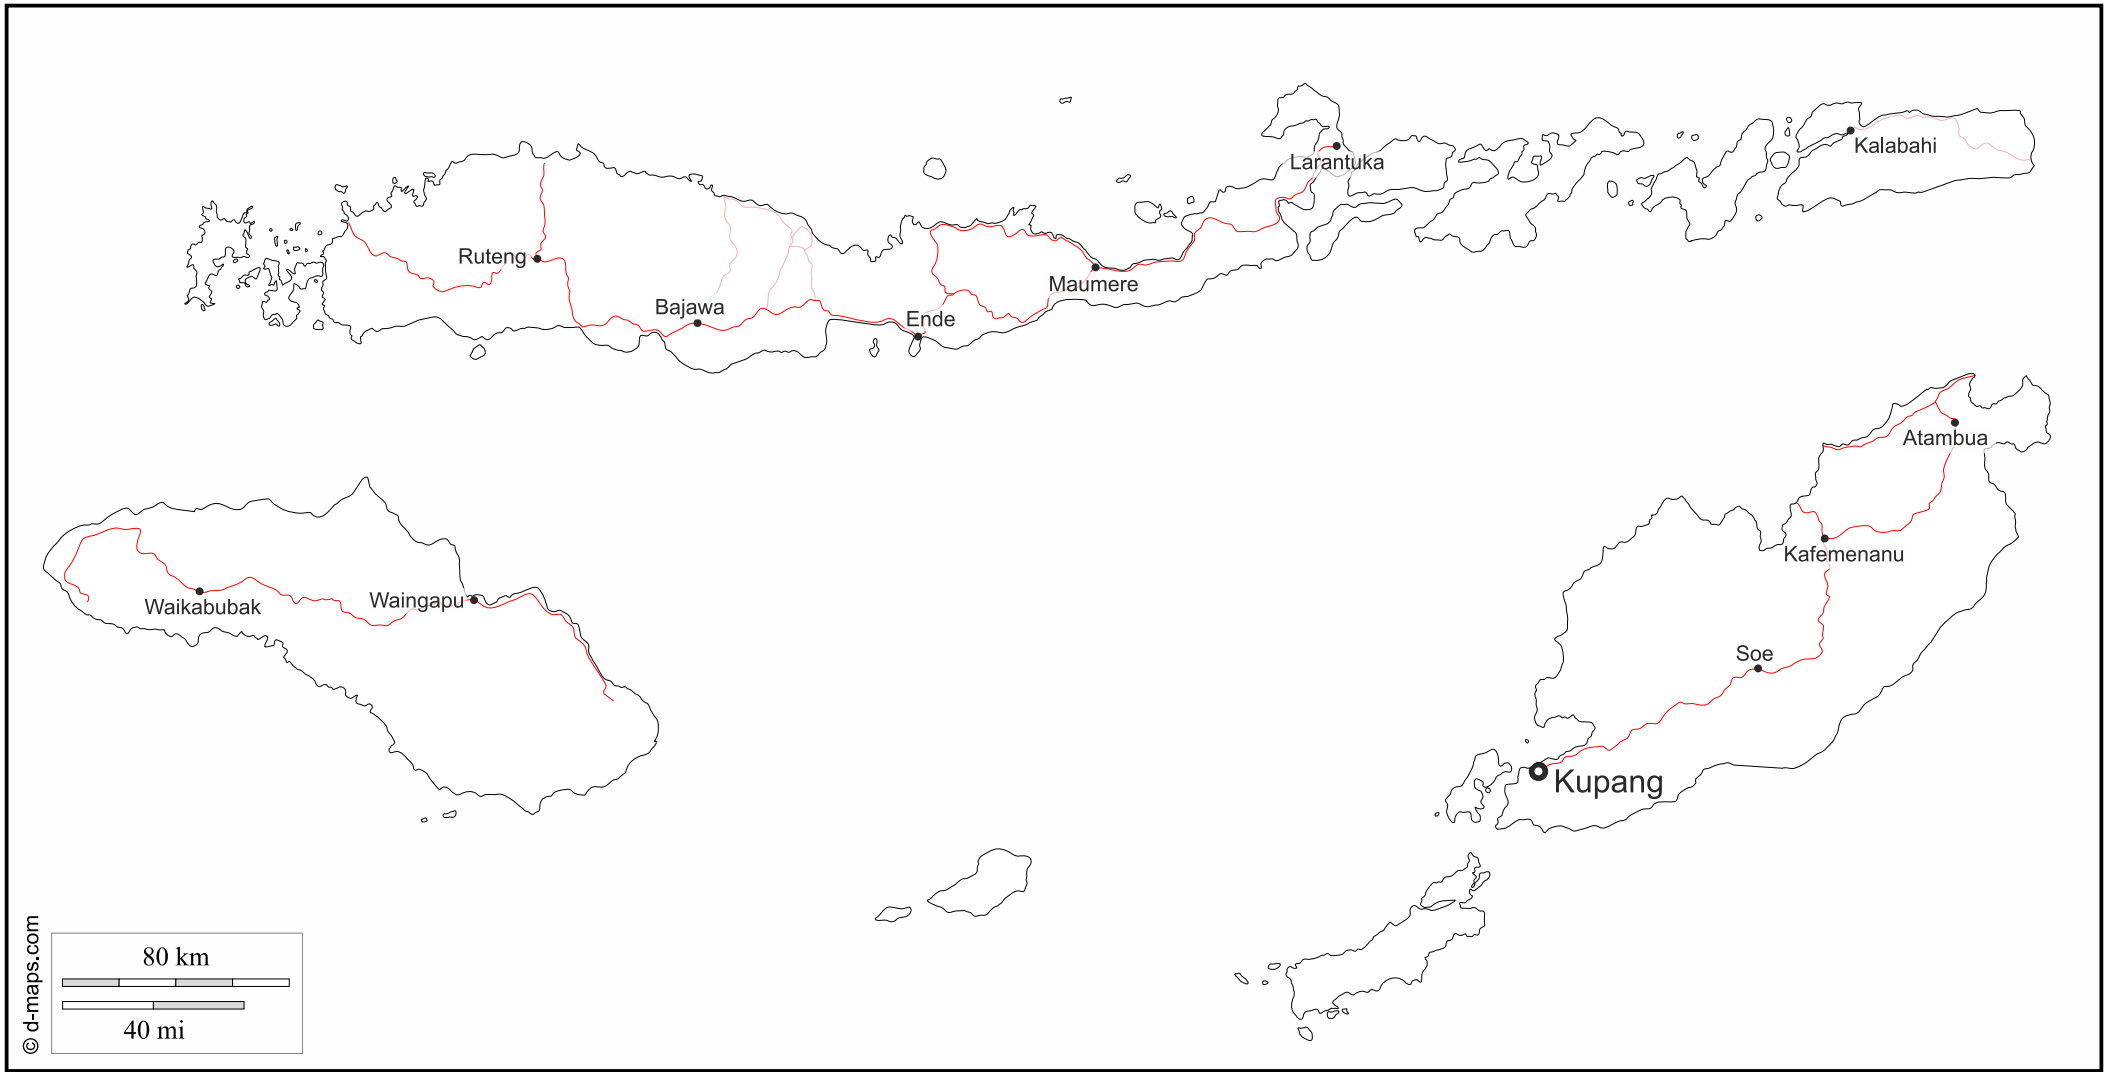 Larantuka
Kalabahi
Ruteng
Maumere
Bajawa
Ende
Atambua
Kafemenanu
Waikabubak
Waingapu
Soe
Kupang
80 km
40 mi
© d-maps.com